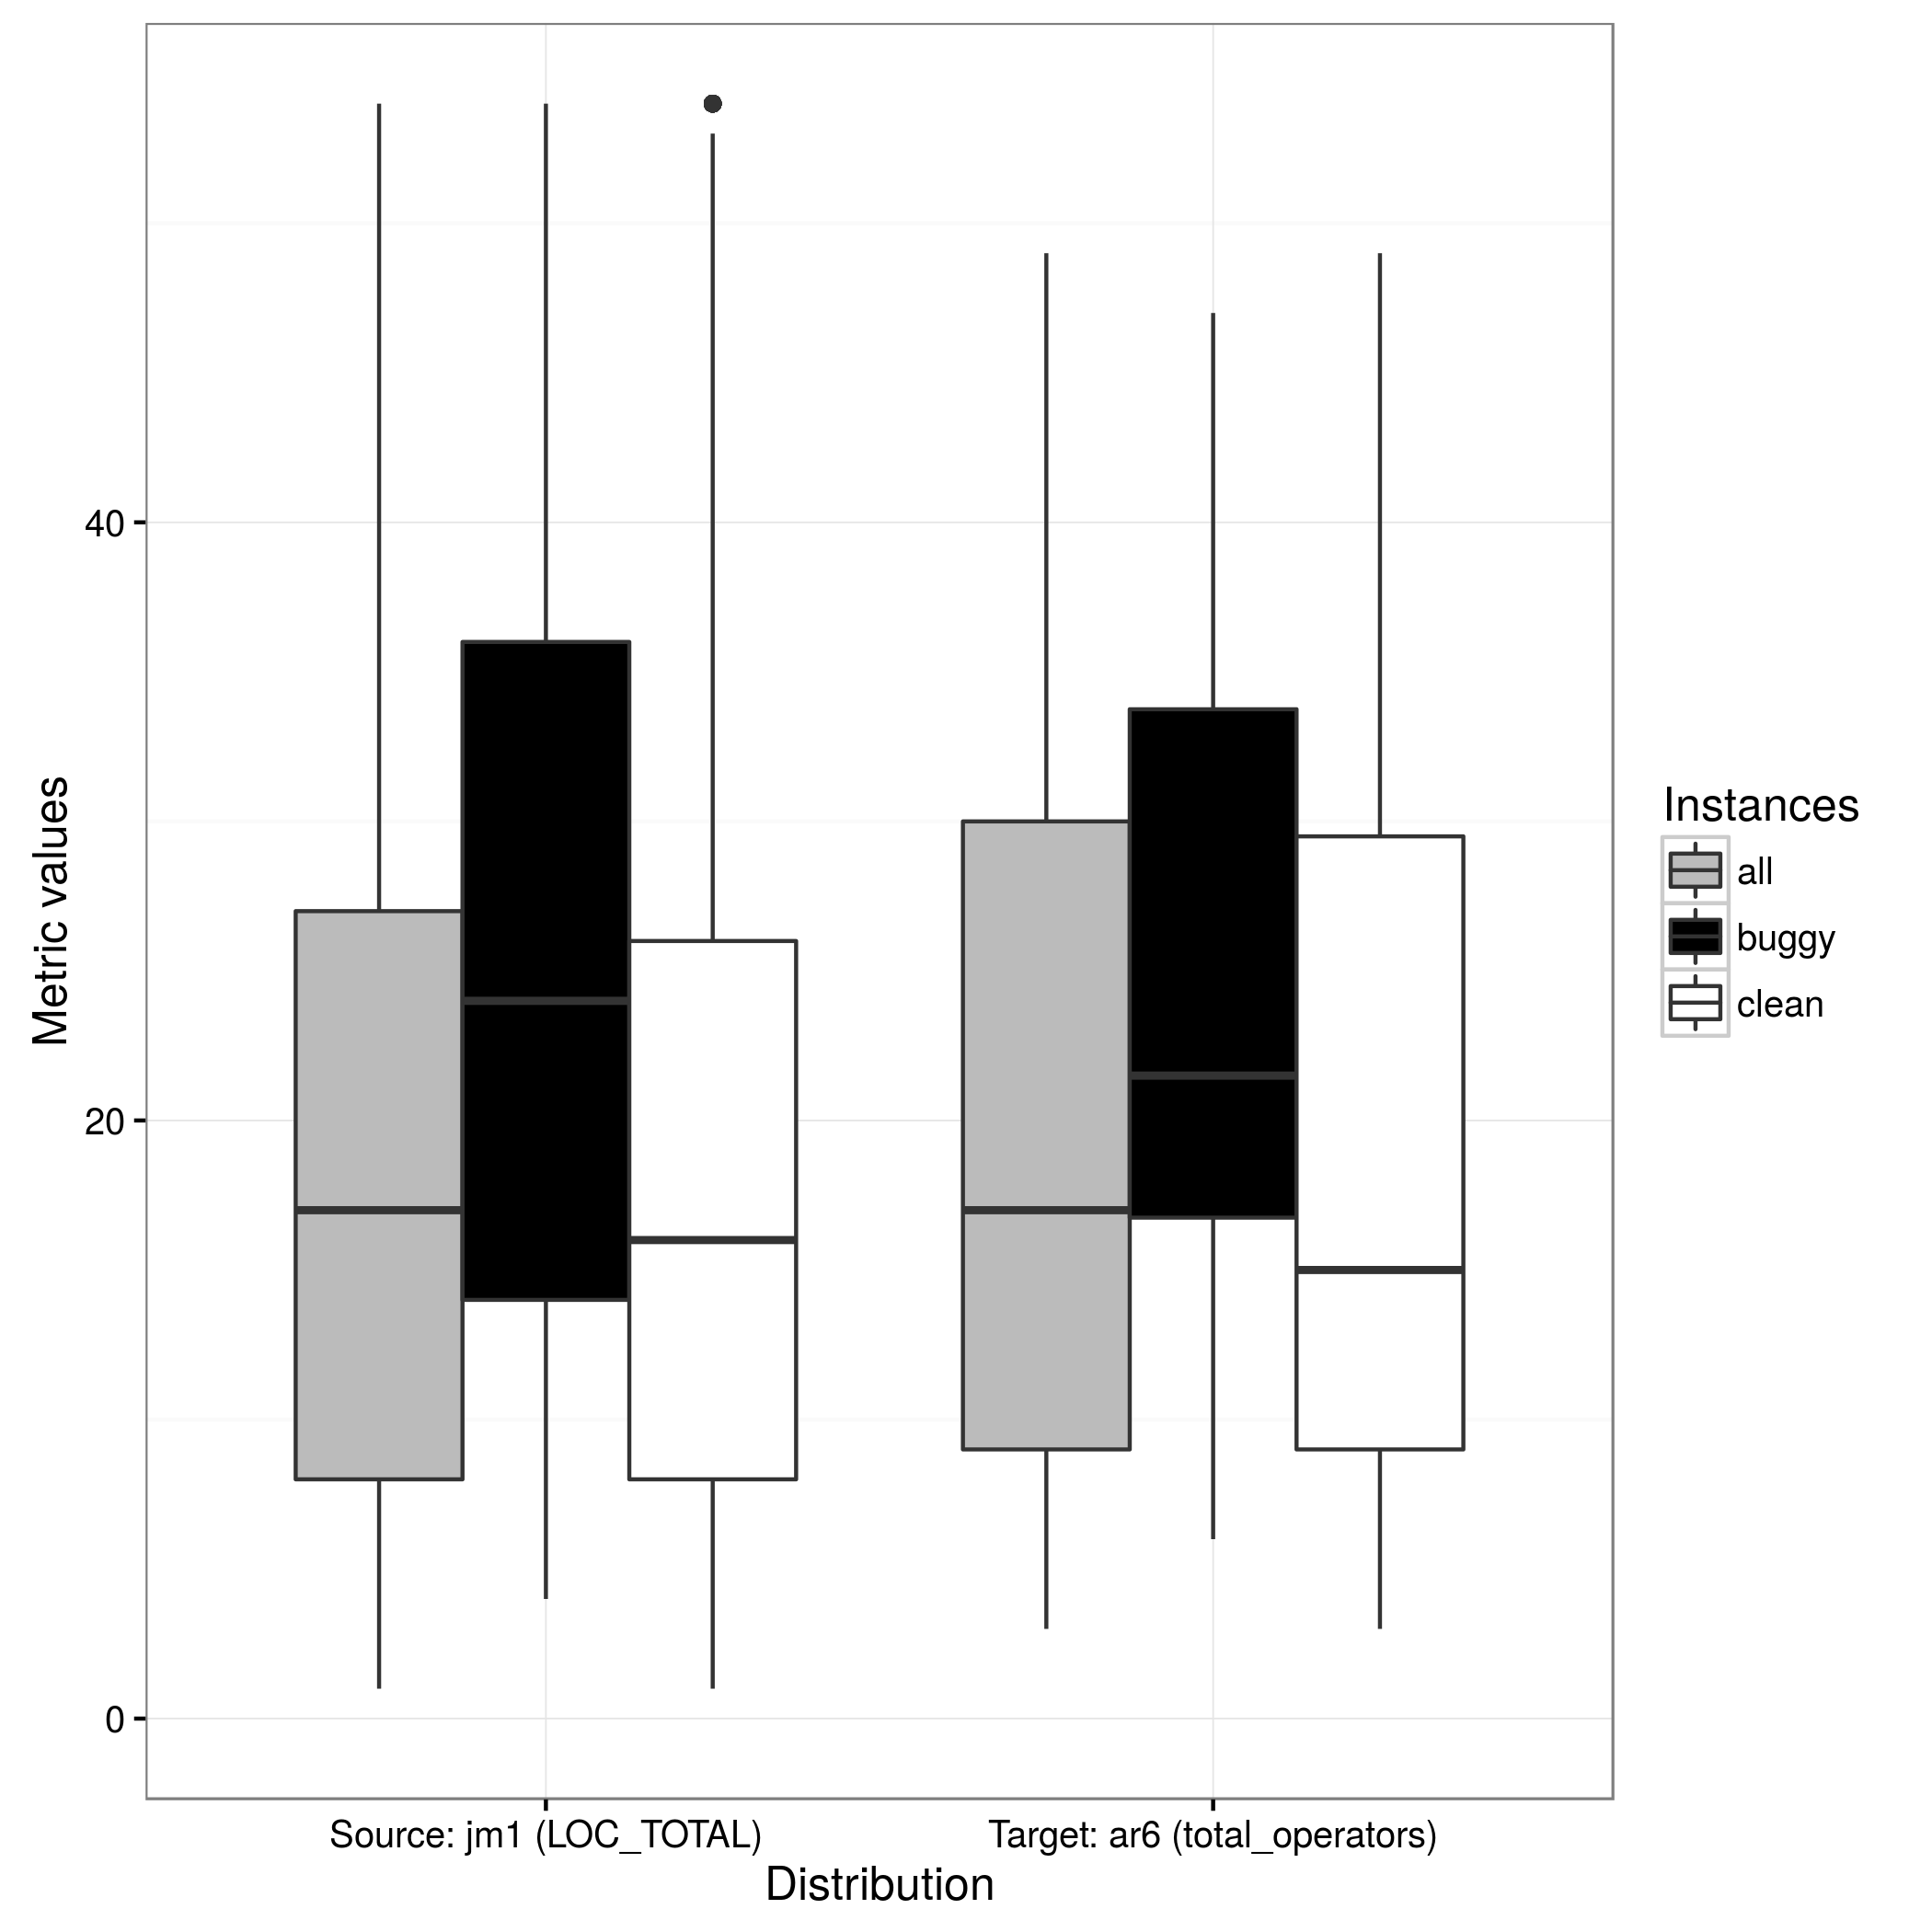 Metric values
40
20
0
Source: jm1 (LOC_TOTAL)
Target: ar6 (total_operators)
Distribution
Instances
all
buggy
clean